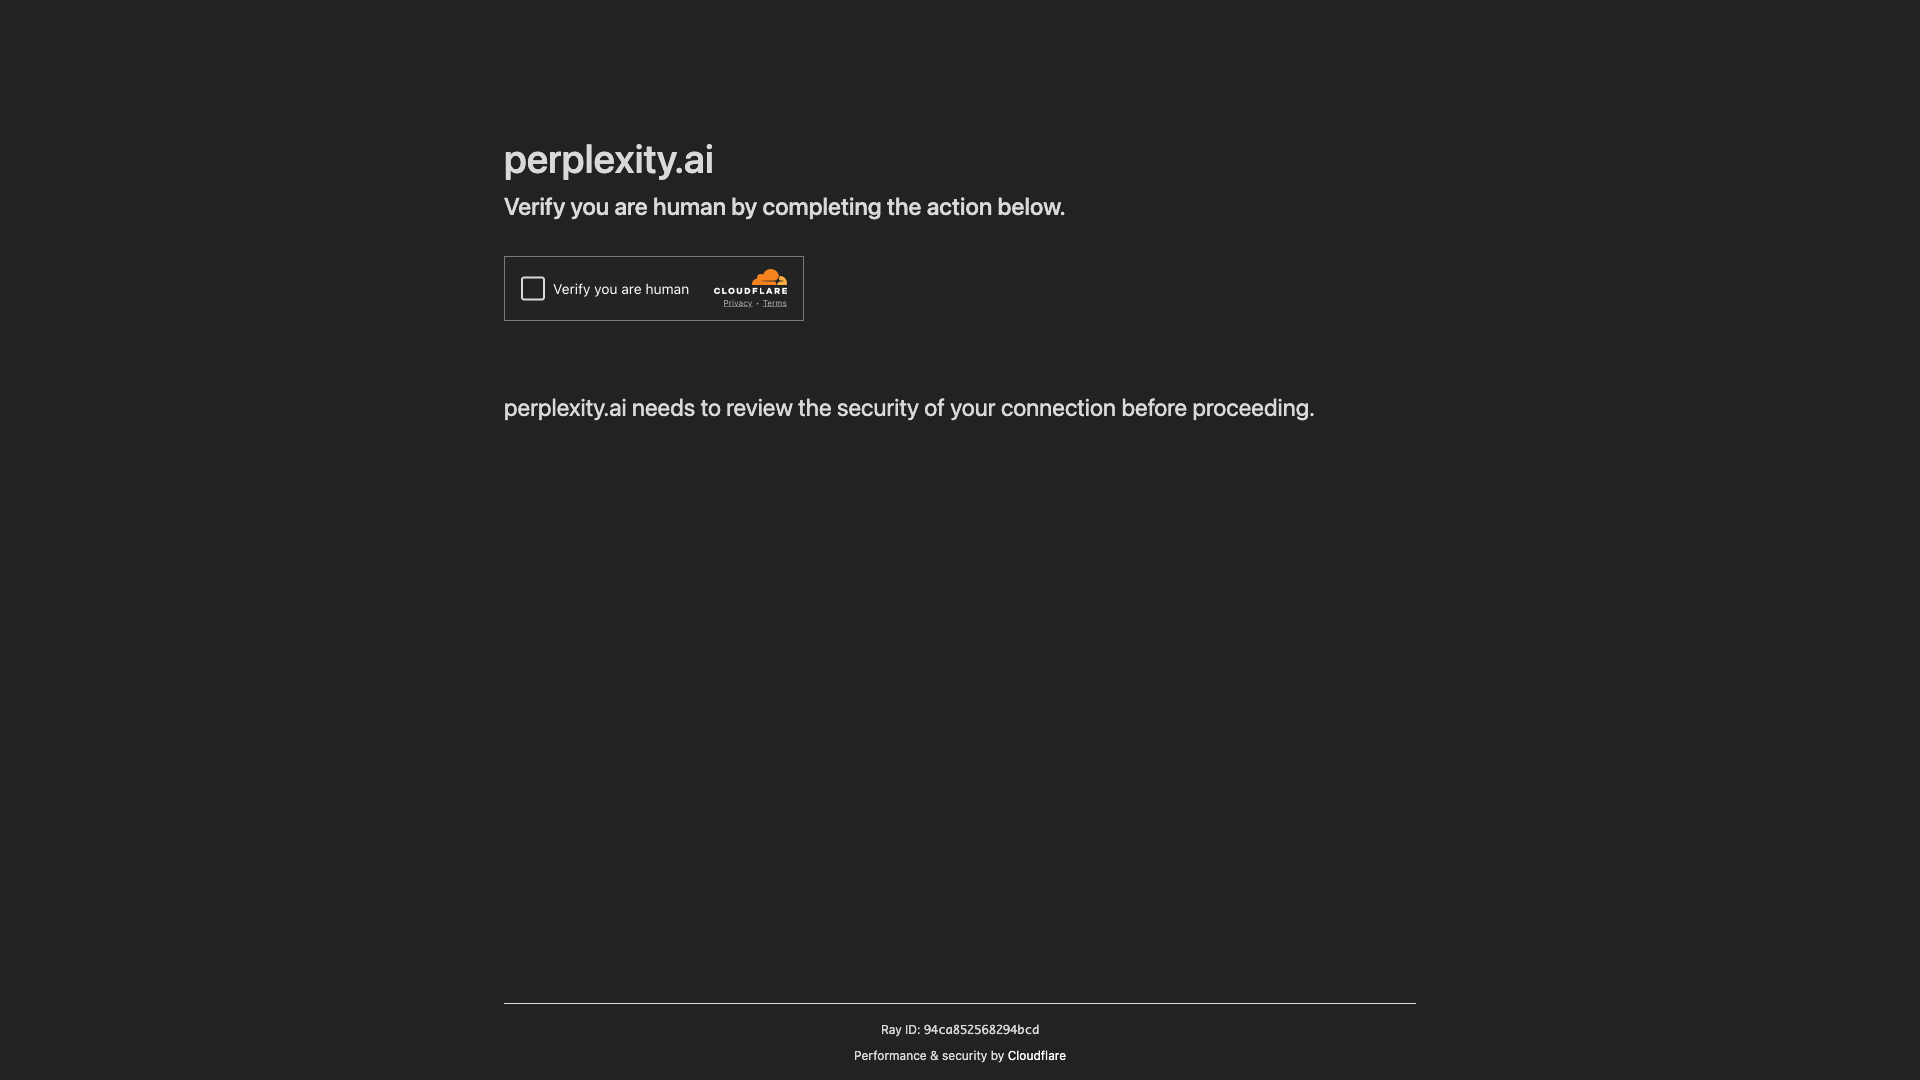 perplexity.ai
Verify you are human by completing the action below.
Verify you are human
CLOUDFLARE
Privacy • Terms
perplexity.ai needs to review the security of your connection before proceeding.
Ray ID: 94ca852568294bcd
Performance & security by Cloudflare